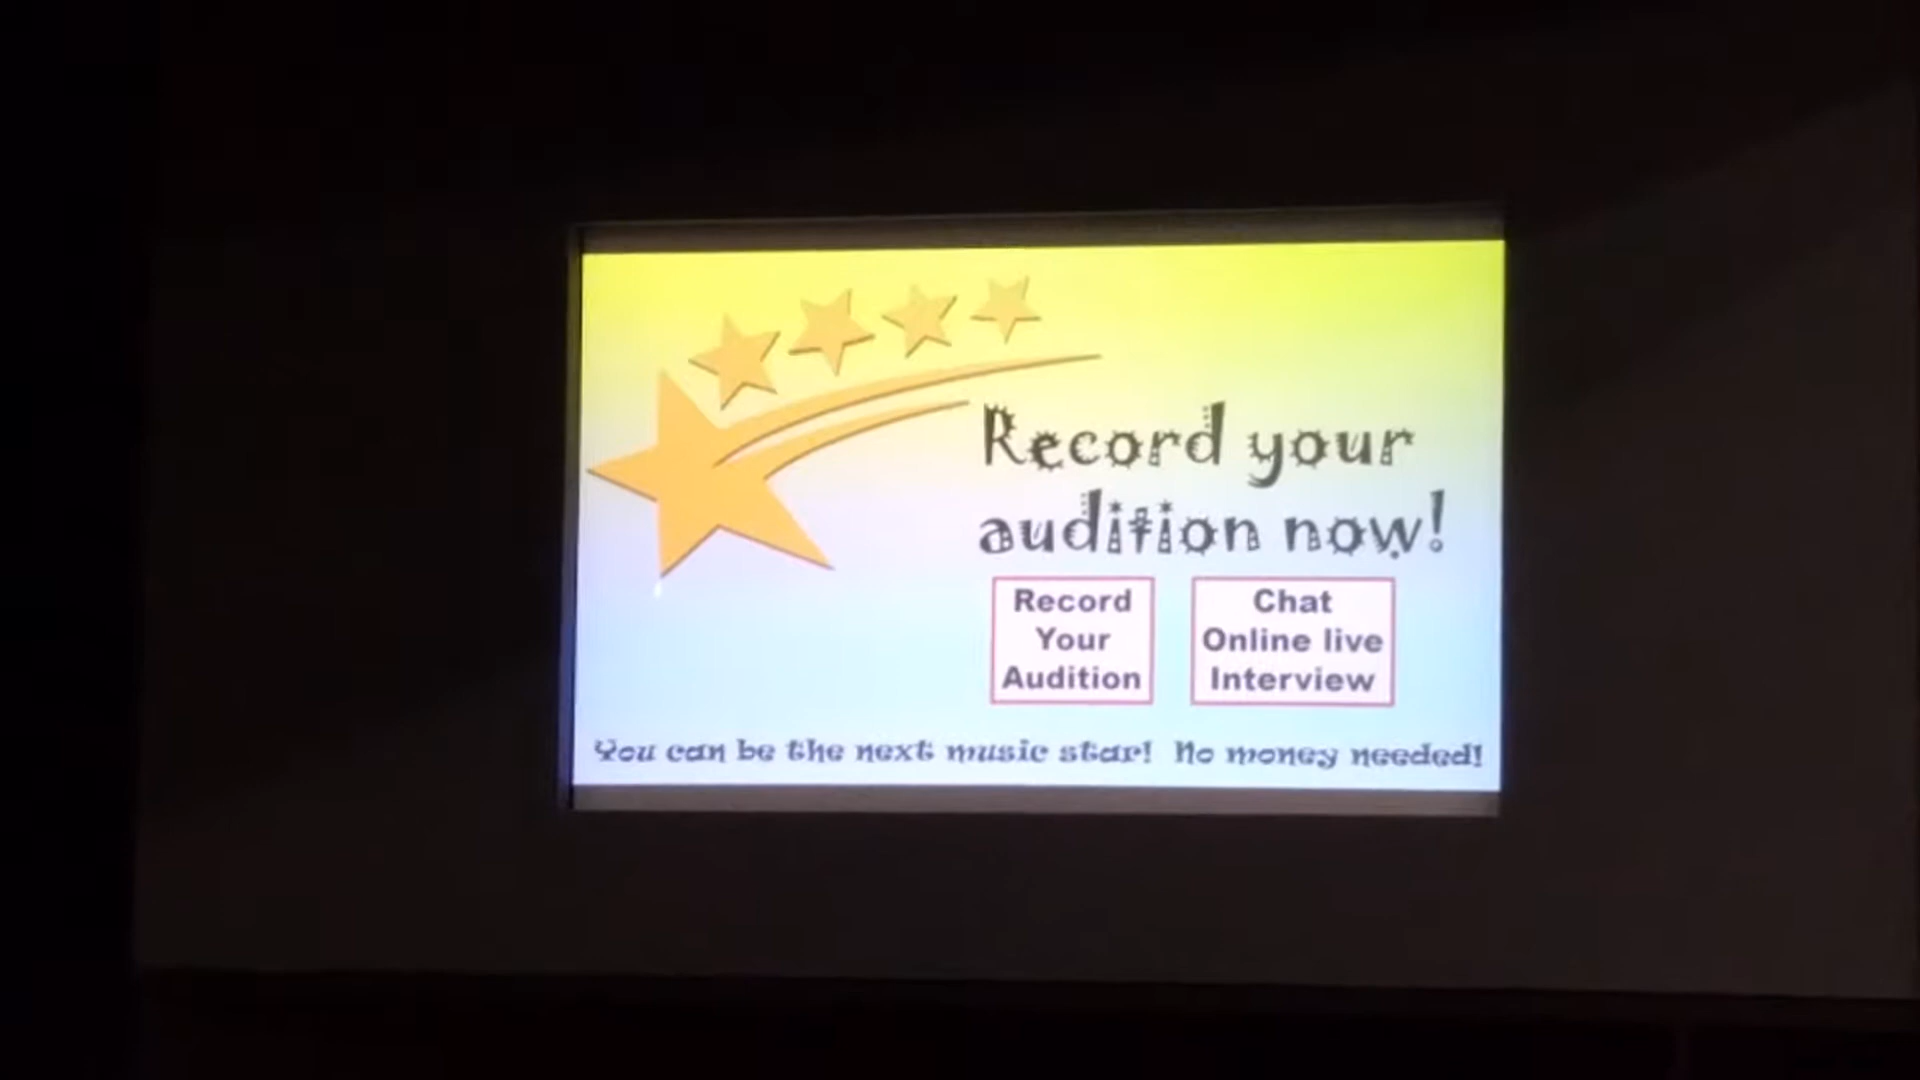 Record your
audition now!
Record
Your
Audition
Chat
Online live
Interview
You can be the next music star! No money needed!